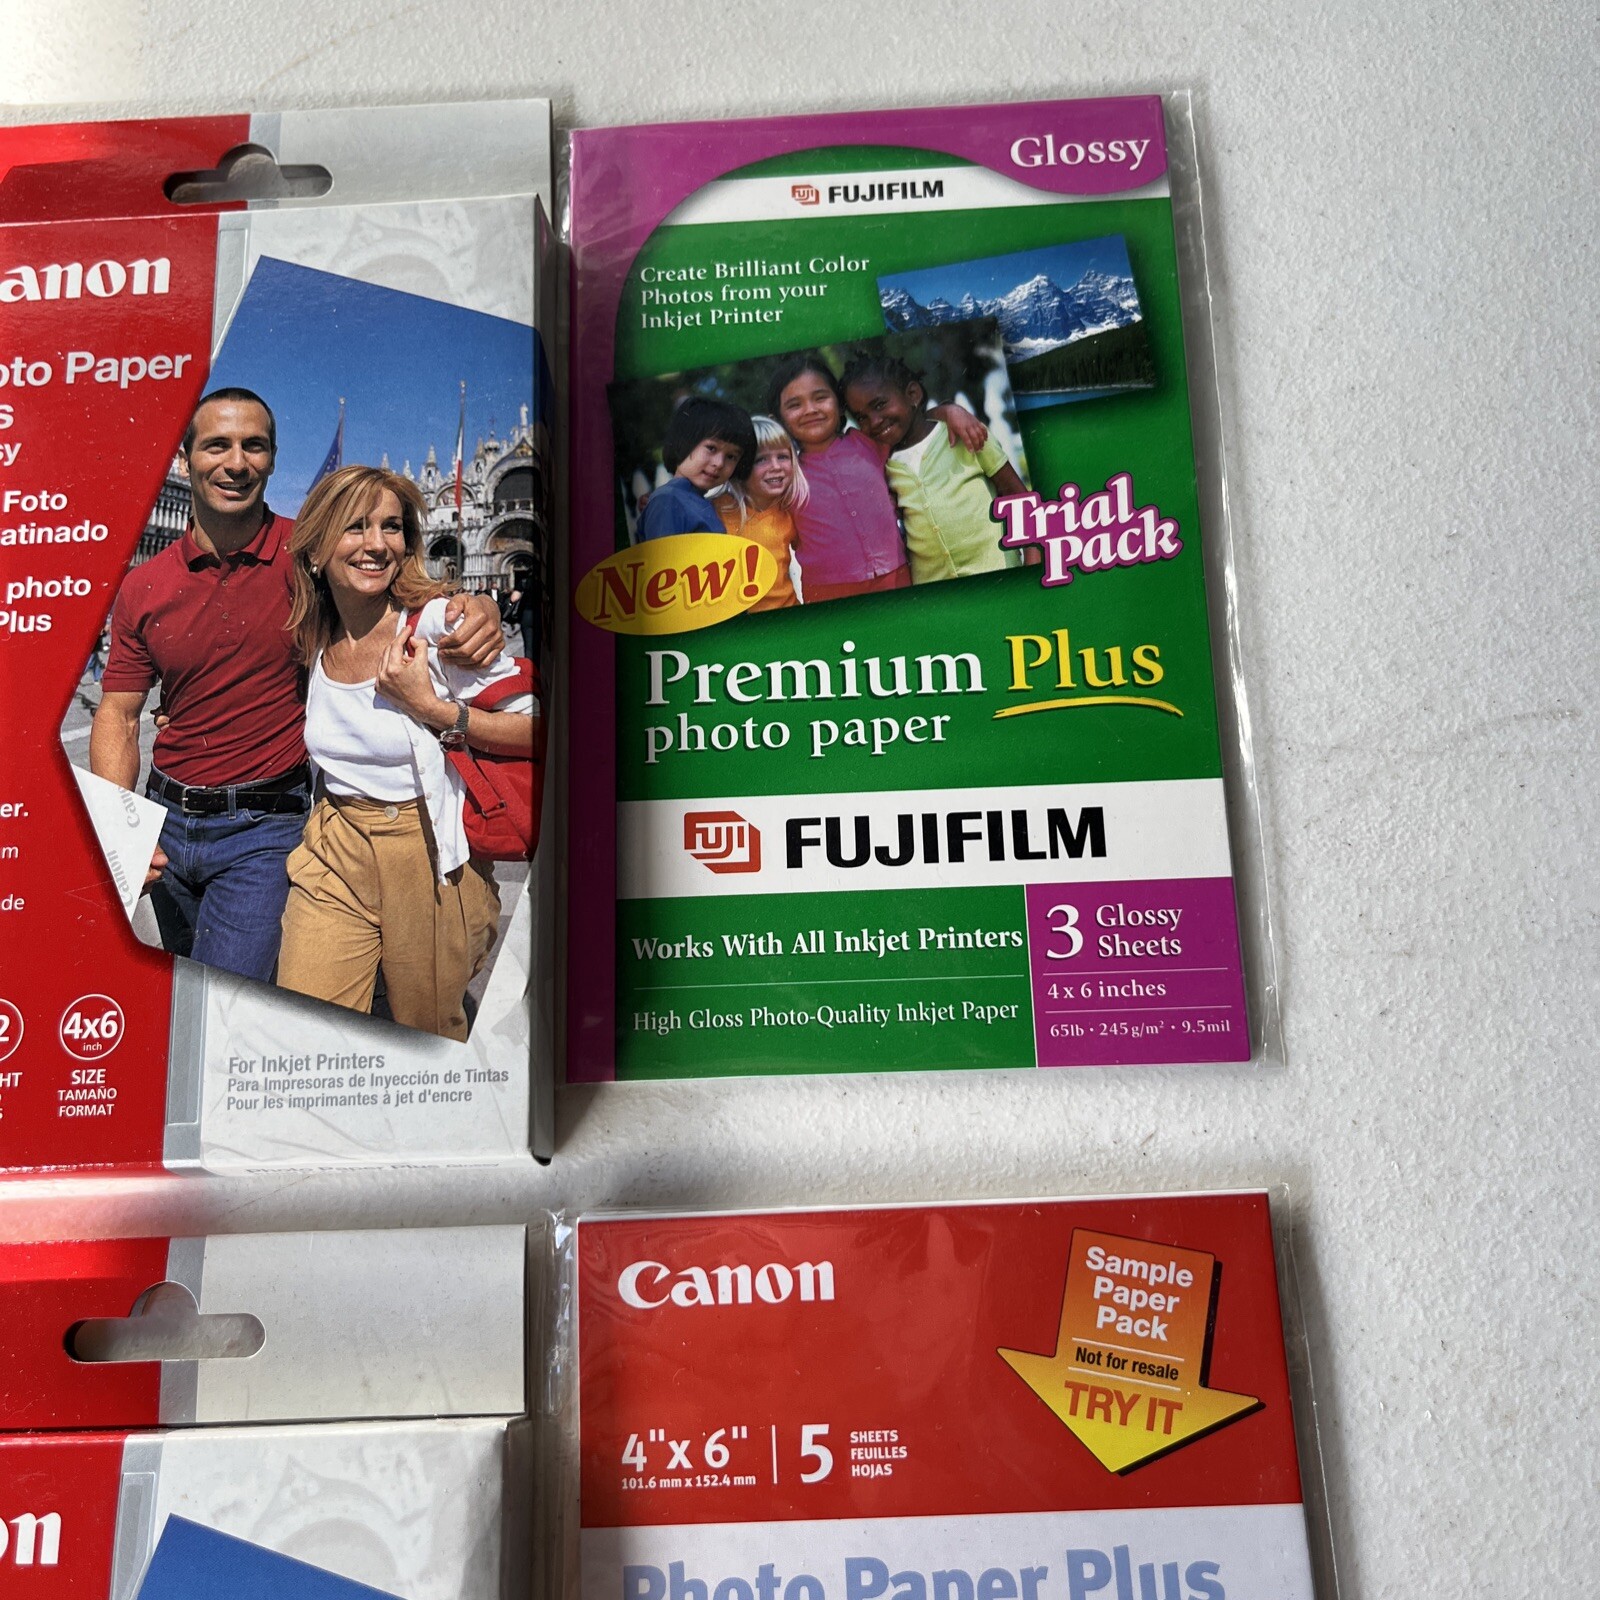 anon
oto Paper
s
sy
Foto
atinado
photo
Plus
er.
m
de
2
4x6
inch
HT
SIZE
TAMAÑO
FORMAT
S
For Inkjet Printers
Para Impresoras de Inyección de Tintas
Pour les imprimantes à jet d'encre
Glossy
FUJI FUJIFILM
Create Brilliant Color
Photos from your
Inkjet Printer
Trial
Pack
New!
Premium Plus
photo paper
FUJI FUJIFILM
Works With All Inkjet Printers
High Gloss Photo-Quality Inkjet Paper
3 Glossy
Sheets
4 x 6 inches
65lb · 245 g/m² · 9.5mil
on
Canon
Sample
Paper
Pack
Not for resale
TRY IT
4" x 6"
101.6 mm x 152.4 mm
5
SHEETS
FEUILLES
HOJAS
Photo Paper Plus